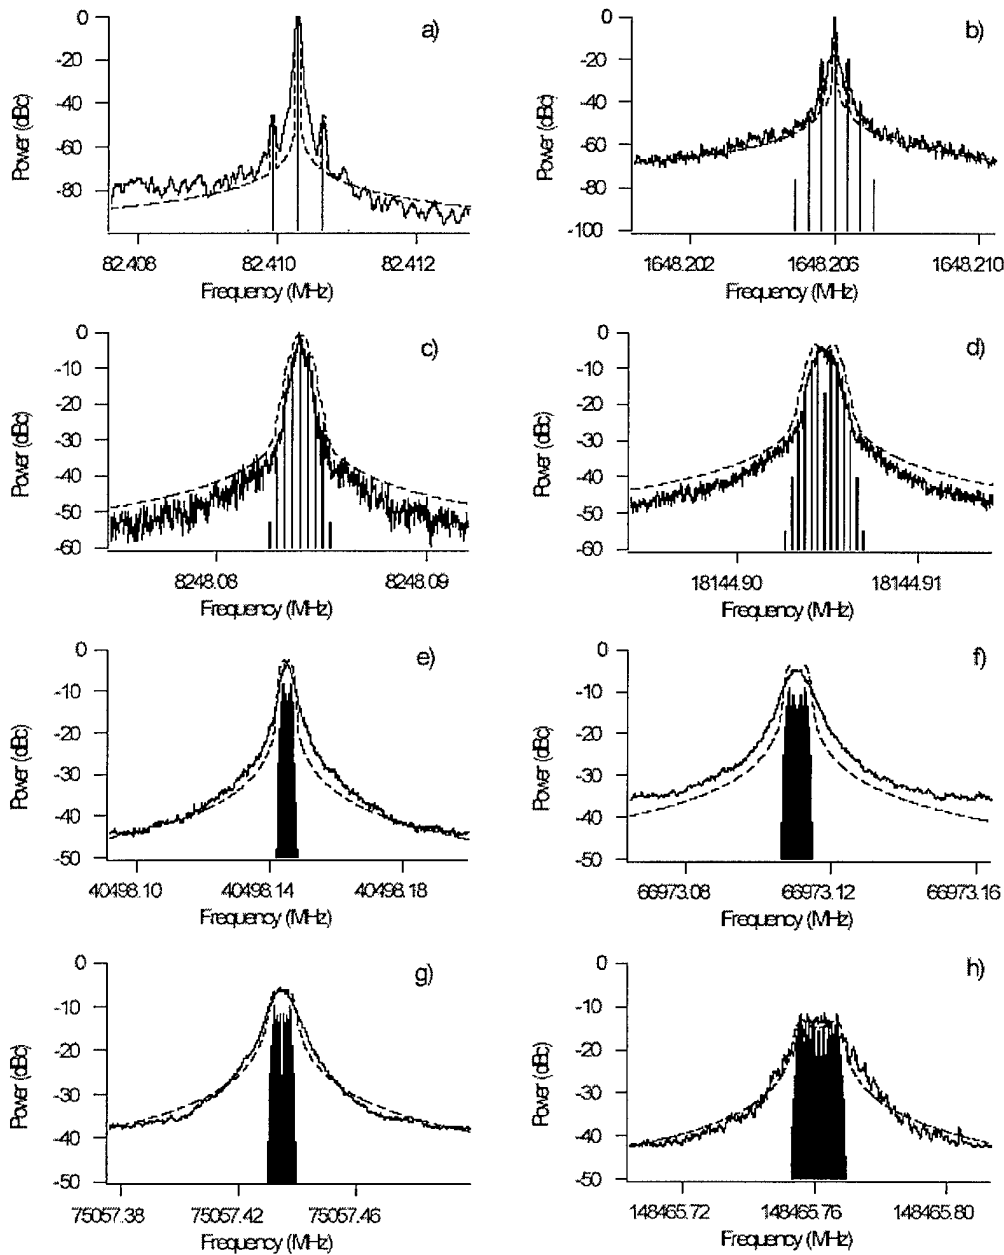 a)
0
-20
-40
-60
-80
Power (dBc)
82.408 82.410 82.412
Frequency (MHz)
b)
0
-20
-40
-60
-80
-100
Power (dBc)
1648.202 1648.206 1648.210
Frequency (MHz)
c)
0
-10
-20
-30
-40
-50
-60
Power (dBc)
8248.08 8248.09
Frequency (MHz)
d)
0
-10
-20
-30
-40
-50
-60
Power (dBc)
18144.90 18144.91
Frequency (MHz)
e)
0
-10
-20
-30
-40
-50
Power (dBc)
40498.10 40498.14 40498.18
Frequency (MHz)
f)
0
-10
-20
-30
-40
-50
Power (dBc)
66973.08 66973.12 66973.16
Frequency (MHz)
g)
0
-10
-20
-30
-40
-50
Power (dBc)
75057.38 75057.42 75057.46
Frequency (MHz)
h)
0
-10
-20
-30
-40
-50
Power (dBc)
148465.72 148465.76 148465.80
Frequency (MHz)